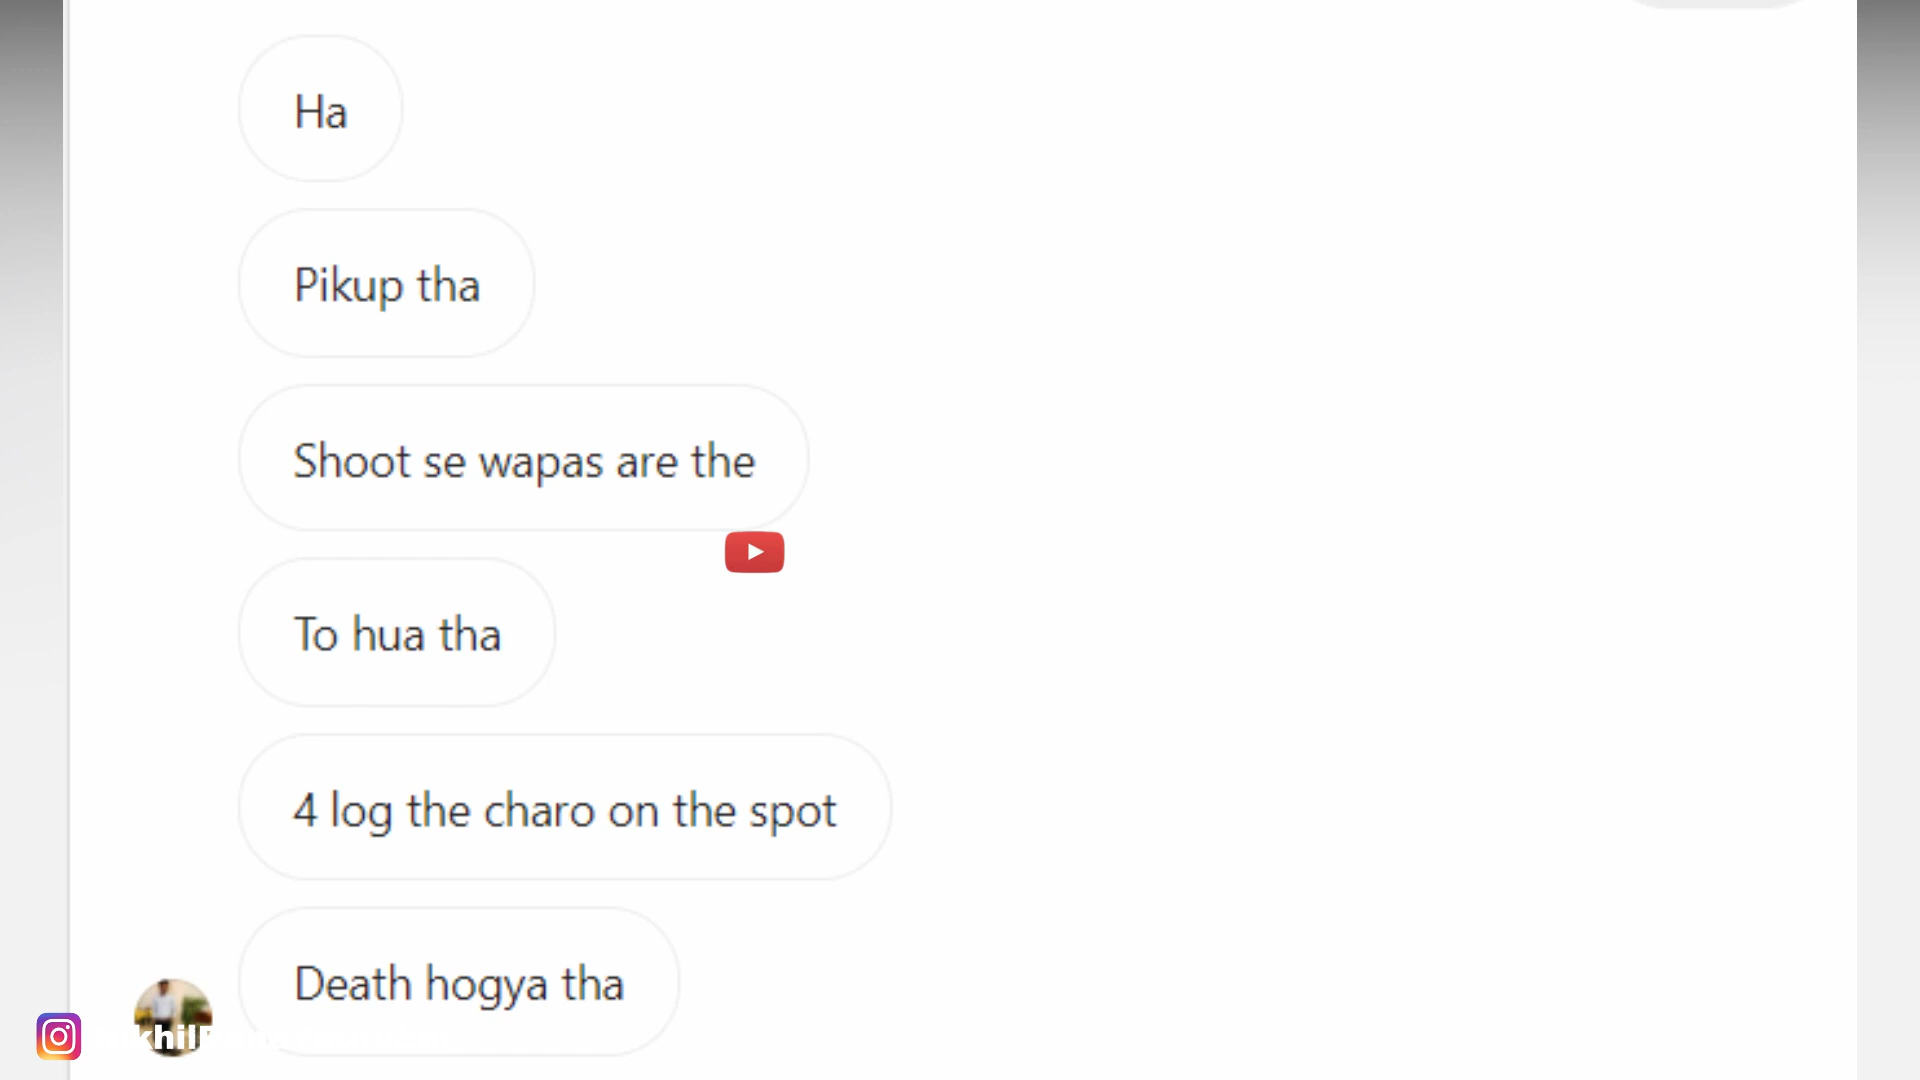 Ha
Pikup tha
Shoot se wapas are the
To hua tha
4 log the charo on the spot
Death hogya tha